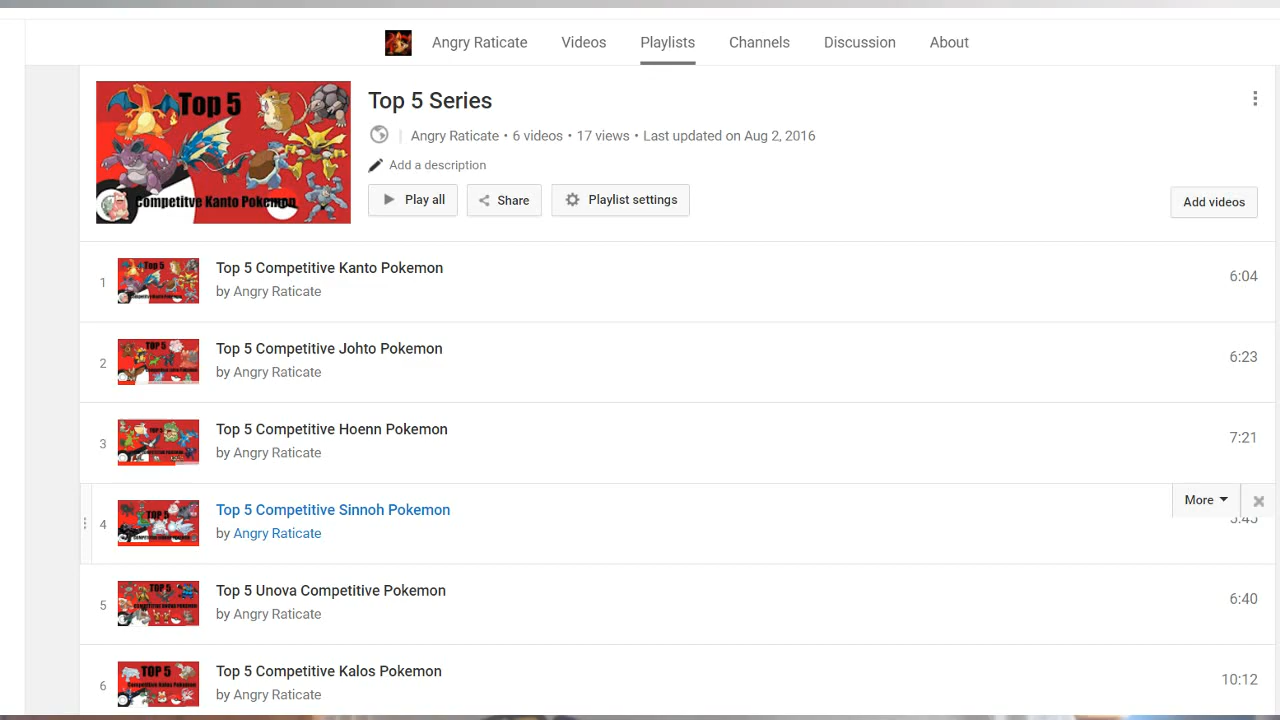 Angry Raticate Videos Playlists Channels Discussion About
Top 5
Competitve Kanto Pokemon
Top 5 Series
Angry Raticate • 6 videos • 17 views • Last updated on Aug 2, 2016
Add a description
Play all Share Playlist settings Add videos
1 Top 5 Competitive Kanto Pokemon 6:04
by Angry Raticate
2 Top 5 Competitive Johto Pokemon 6:23
by Angry Raticate
3 Top 5 Competitive Hoenn Pokemon 7:21
by Angry Raticate
More
4 Top 5 Competitive Sinnoh Pokemon
by Angry Raticate
5 Top 5 Unova Competitive Pokemon 6:40
by Angry Raticate
6 Top 5 Competitive Kalos Pokemon 10:12
by Angry Raticate